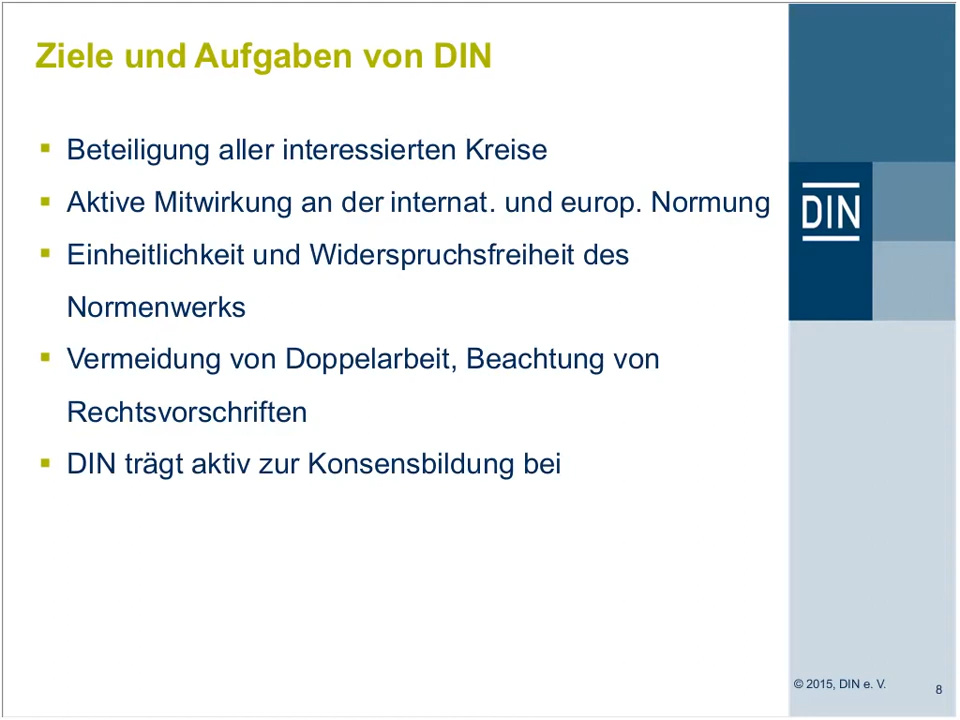 Ziele und Aufgaben von DIN
▪ Beteiligung aller interessierten Kreise
▪ Aktive Mitwirkung an der internat. und europ. Normung
▪ Einheitlichkeit und Widerspruchsfreiheit des
Normenwerks
▪ Vermeidung von Doppelarbeit, Beachtung von
Rechtsvorschriften
▪ DIN trägt aktiv zur Konsensbildung bei
DIN
© 2015, DIN e. V.
8